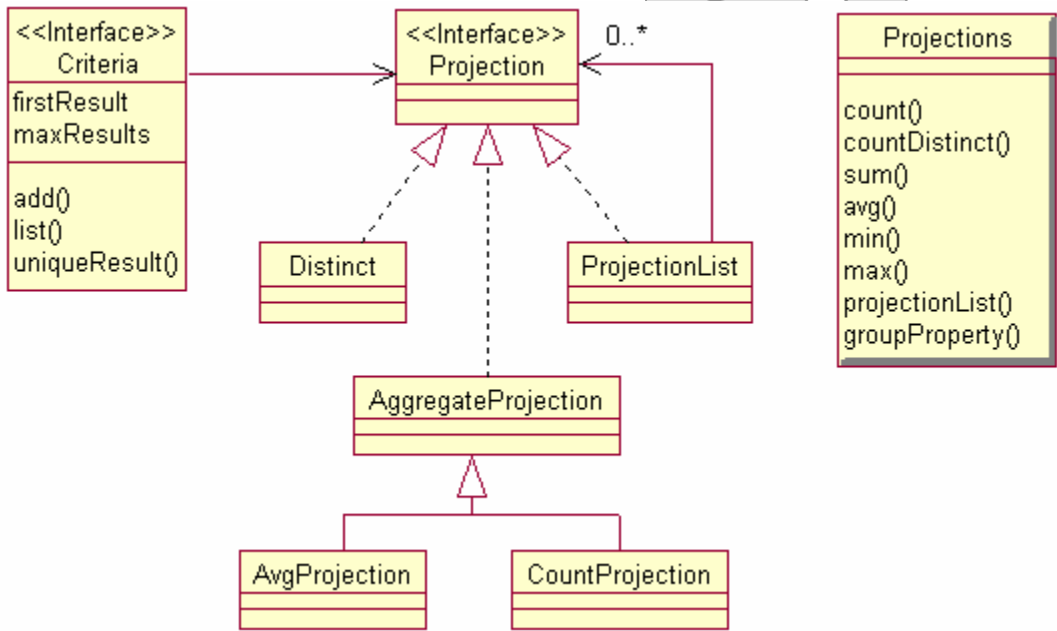 <<Interface>>
Criteria
firstResult
maxResults
add()
list()
uniqueResult()
<<Interface>>
Projection
0..*
Projections
count()
countDistinct()
sum()
avg()
min()
max()
projectionList()
groupProperty()
Distinct
ProjectionList
AggregateProjection
AvgProjection
CountProjection